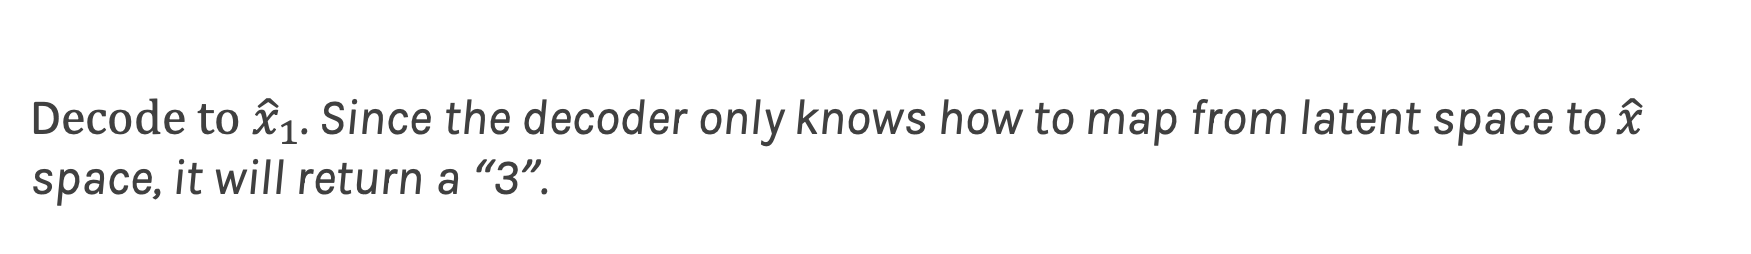 Decode to x̂₁. Since the decoder only knows how to map from latent space to x̂
space, it will return a “3”.